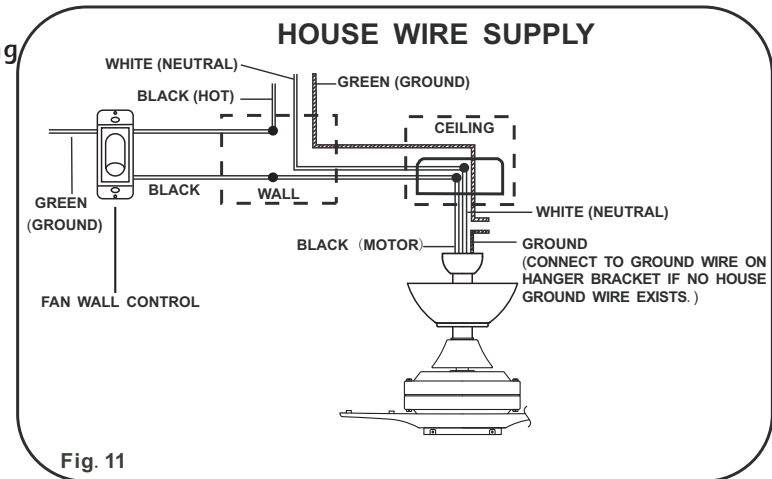 HOUSE WIRE SUPPLY
WHITE (NEUTRAL)
GREEN (GROUND)
BLACK (HOT)
CEILING
BLACK
WALL
GREEN
(GROUND)
WHITE (NEUTRAL)
BLACK (MOTOR)
GROUND
(CONNECT TO GROUND WIRE ON
HANGER BRACKET IF NO HOUSE
GROUND WIRE EXISTS.)
FAN WALL CONTROL
Fig. 11